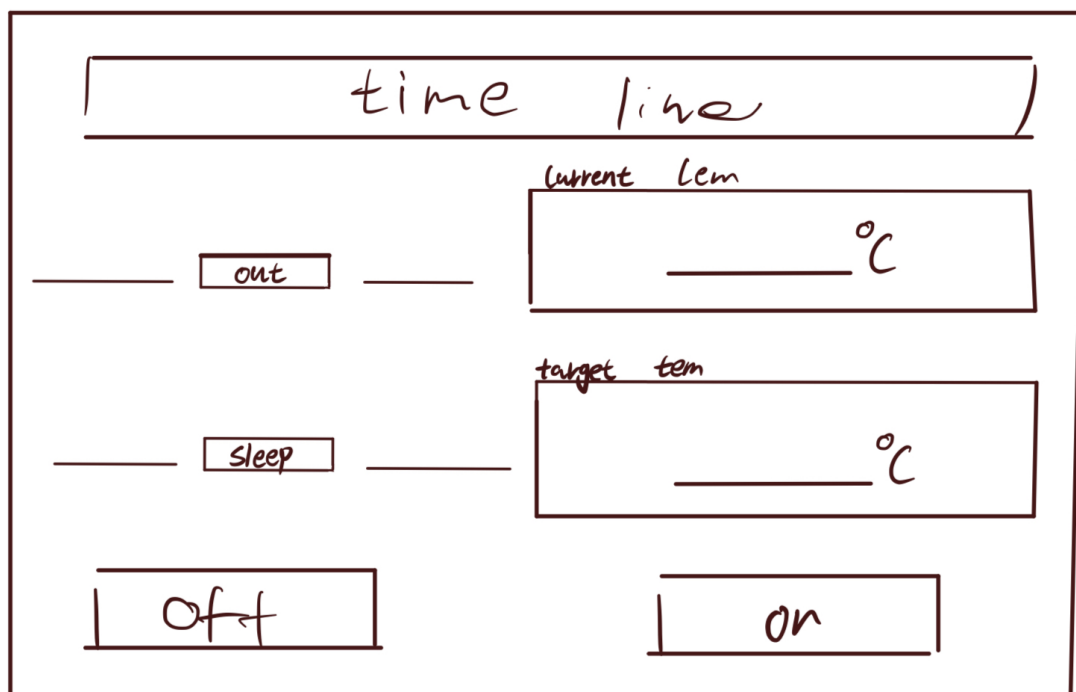 time line
current tem
out
°C
target tem
sleep
°C
off
on